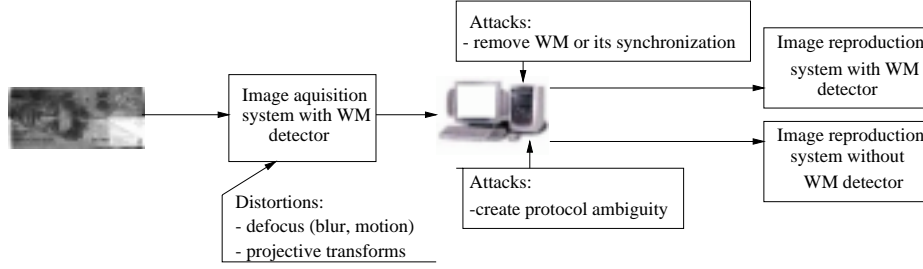 Attacks:
- remove WM or its synchronization
Image reproduction
system with WM
detector
Image aquisition
system with WM
detector
Image reproduction
system without
WM detector
Attacks:
-create protocol ambiguity
Distortions:
- defocus (blur, motion)
- projective transforms